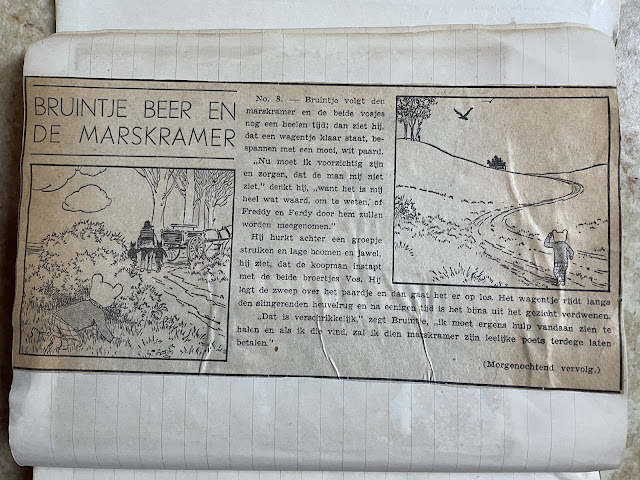 BRUINTJE BEER EN
DE MARSKRAMER
No. 8. — Bruintje volgt den
marskramer en de beide vosjes
nog een heelen tijd; dan ziet hij,
dat een wagentje klaar staat, be-
spannen met een mooi, wit paard.
„Nu moet ik voorzichtig zijn
en zorgen, dat de man mij niet
ziet,” denkt hij, „want het is mij
heel wat waard, om te weten, of
Freddy en Ferdy door hem zullen
worden meegenomen.”
Hij hurkt achter een groepje
struiken en lage boomen en jawel,
hij ziet, dat de koopman instapt
met de beide broertjes Vos. Hij
legt de zweep over het paardje en dan gaat het er op los. Het wagentje rijdt langs
den slingerenden heuvelrug en na eenigen tijd is het bijna uit het gezicht verdwenen.
„Dat is verschrikkelijk,” zegt Bruintje, „ik moet ergens hulp vandaan zien te
halen en als ik die vind, zal ik dien marskramer zijn leelijke poets terdege laten
betalen.”
(Morgenochtend vervolg.)